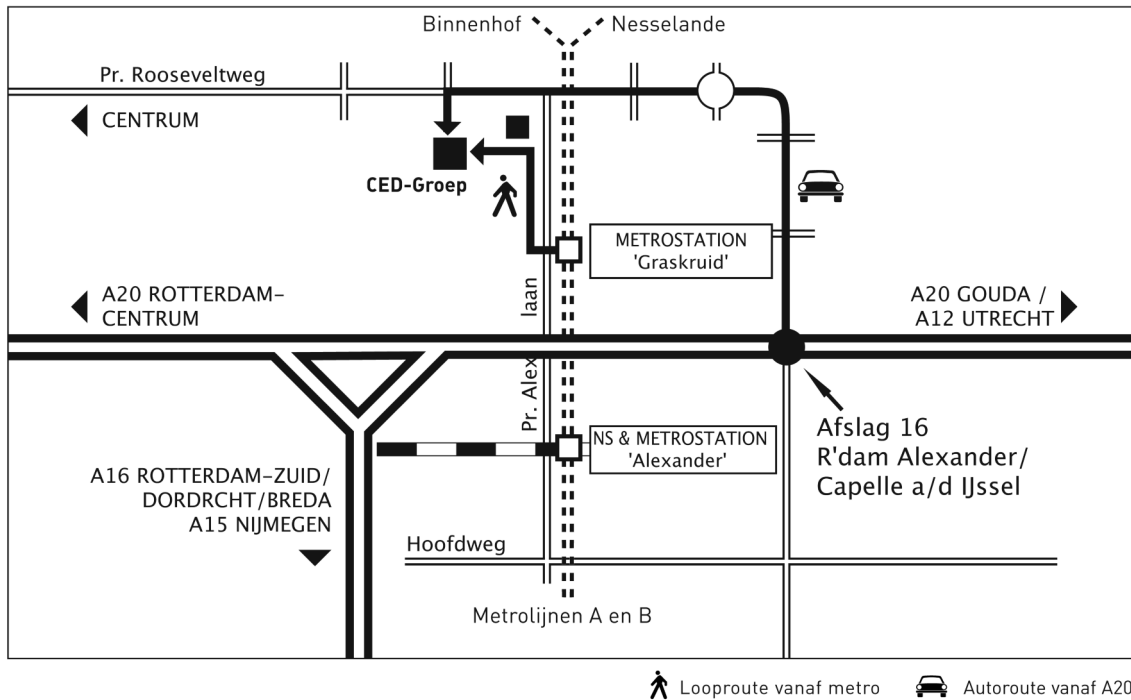 Binnenhof
Nesselande
Pr. Rooseveltweg
CENTRUM
CED-Groep
METROSTATION
'Graskruid'
A20 ROTTERDAM-
CENTRUM
A20 GOUDA /
A12 UTRECHT
Pr. Alex laan
NS & METROSTATION
'Alexander'
Afslag 16
R'dam Alexander/
Capelle a/d IJssel
A16 ROTTERDAM-ZUID/
DORDRCHT/BREDA
A15 NIJMEGEN
Hoofdweg
Metrolijnen A en B
Looproute vanaf metro
Autoroute vanaf A20